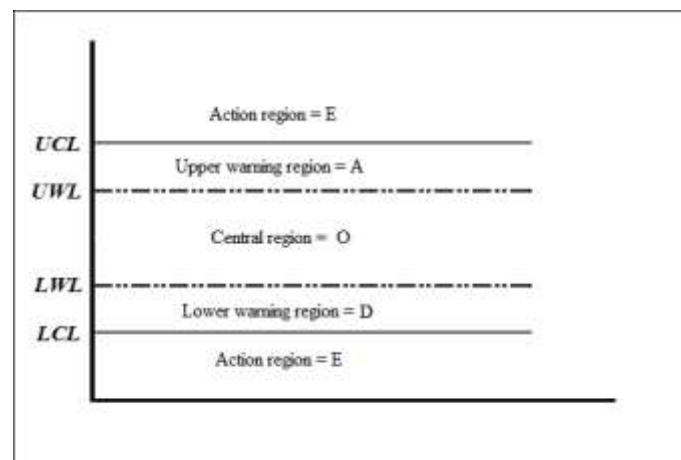 Action region = E
UCL
Upper warning region = A
UWL
Central region = O
LWL
Lower warning region = D
LCL
Action region = E